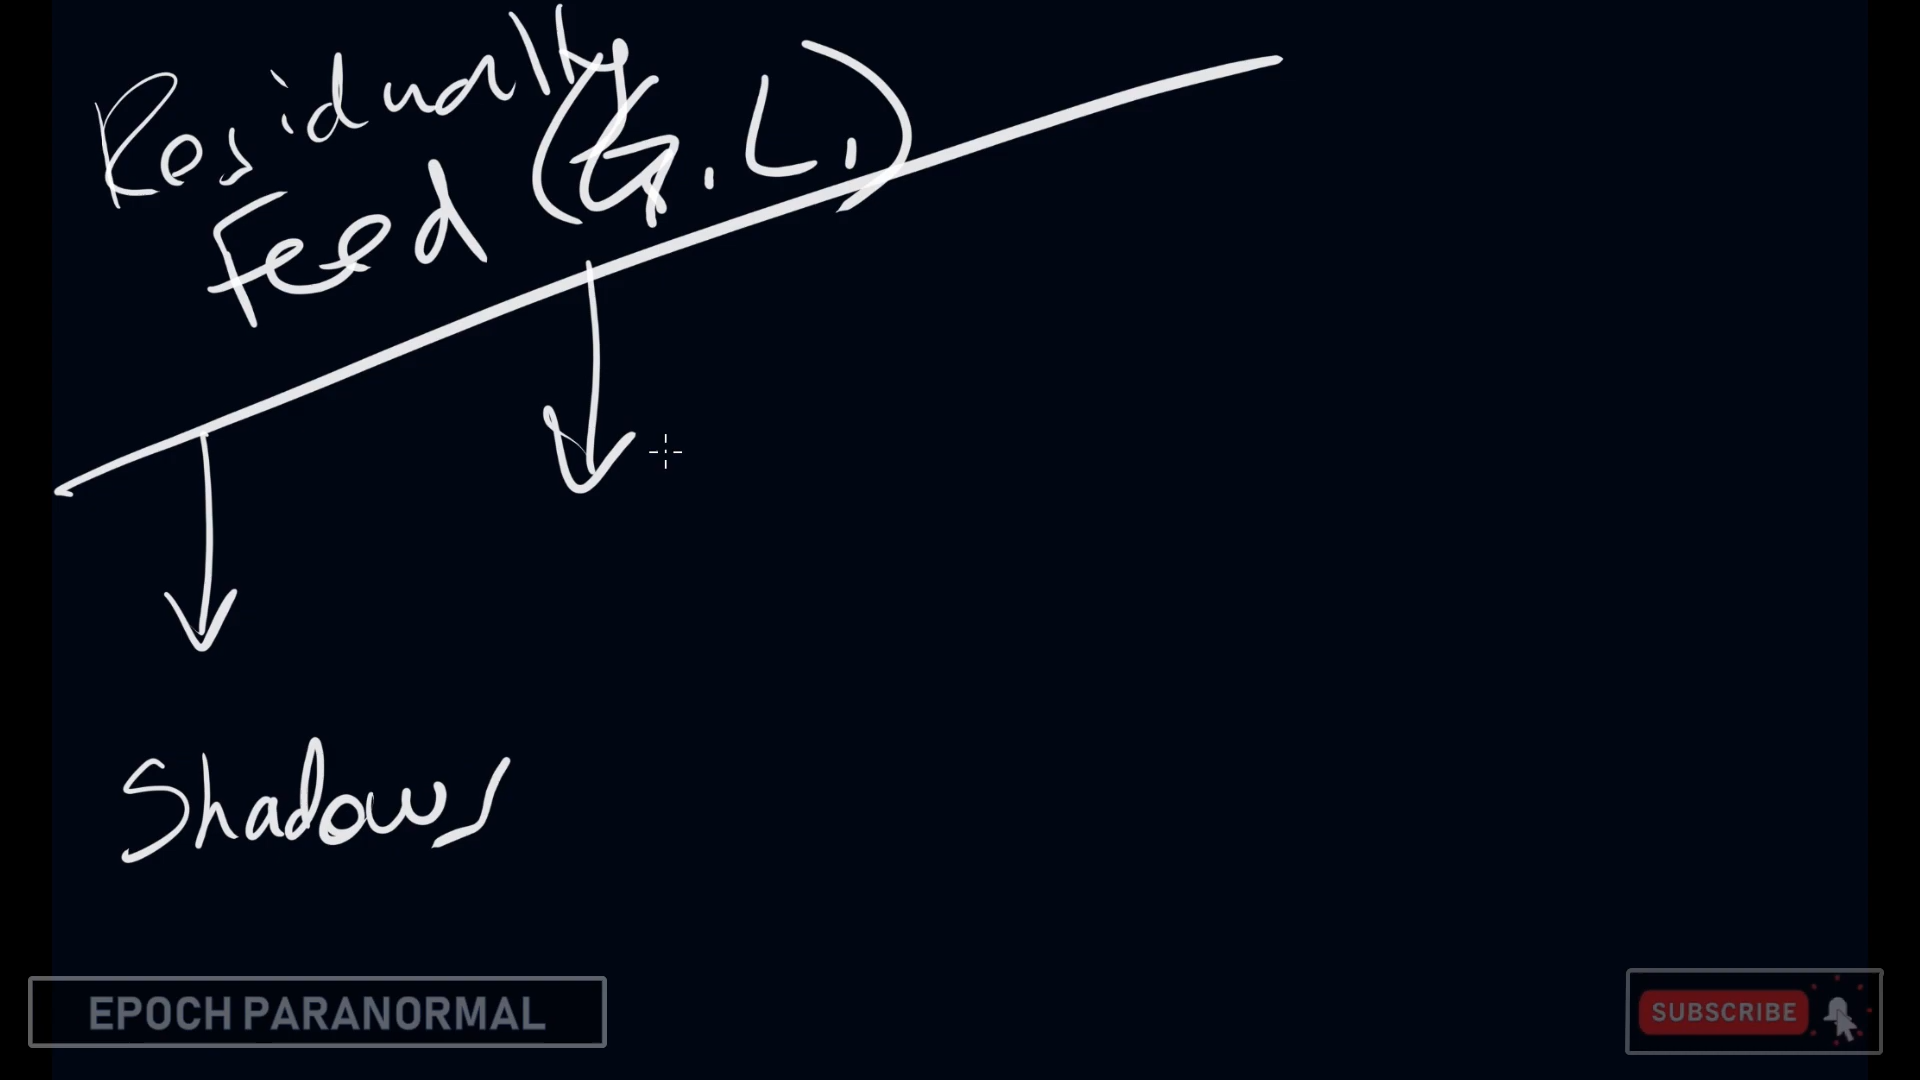 Residually
Feed (G.L.)
Shadows
EPOCH PARANORMAL
SUBSCRIBE